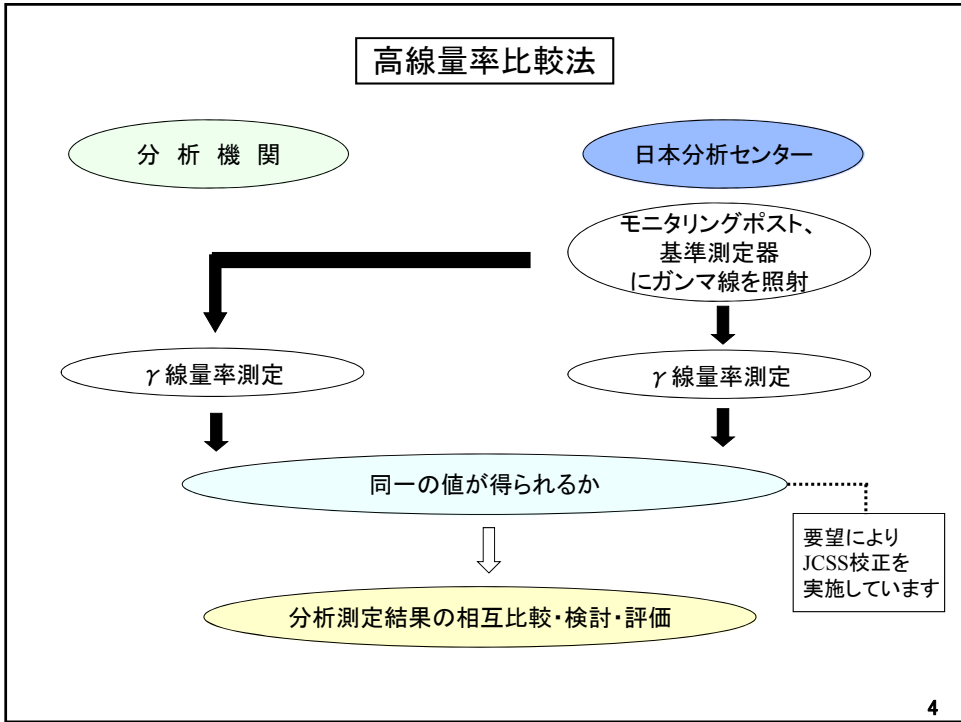 高線量率比較法
分 析 機 関
日本分析センター
モニタリングポスト、
基準測定器
にガンマ線を照射
γ線量率測定
γ線量率測定
同一の値が得られるか
要望により
JCSS校正を
実施しています
分析測定結果の相互比較・検討・評価
4